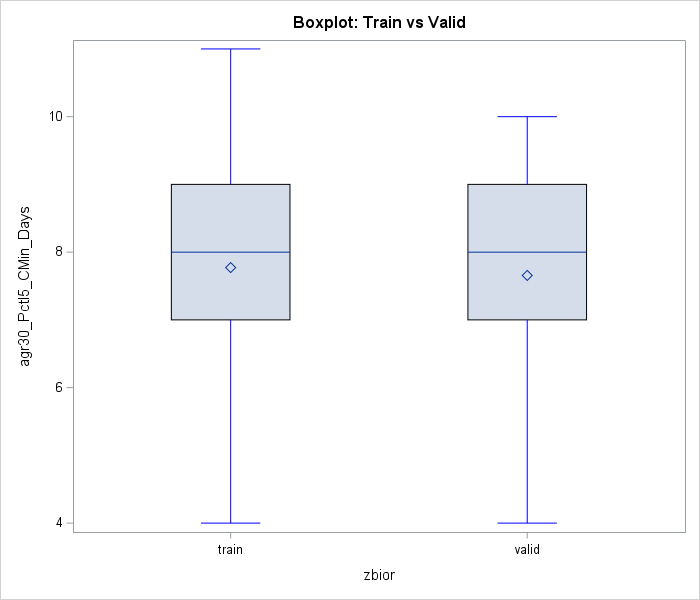 Boxplot: Train vs Valid
agr30_Pctl5_CMin_Days
10
8
6
4
train
valid
zbior